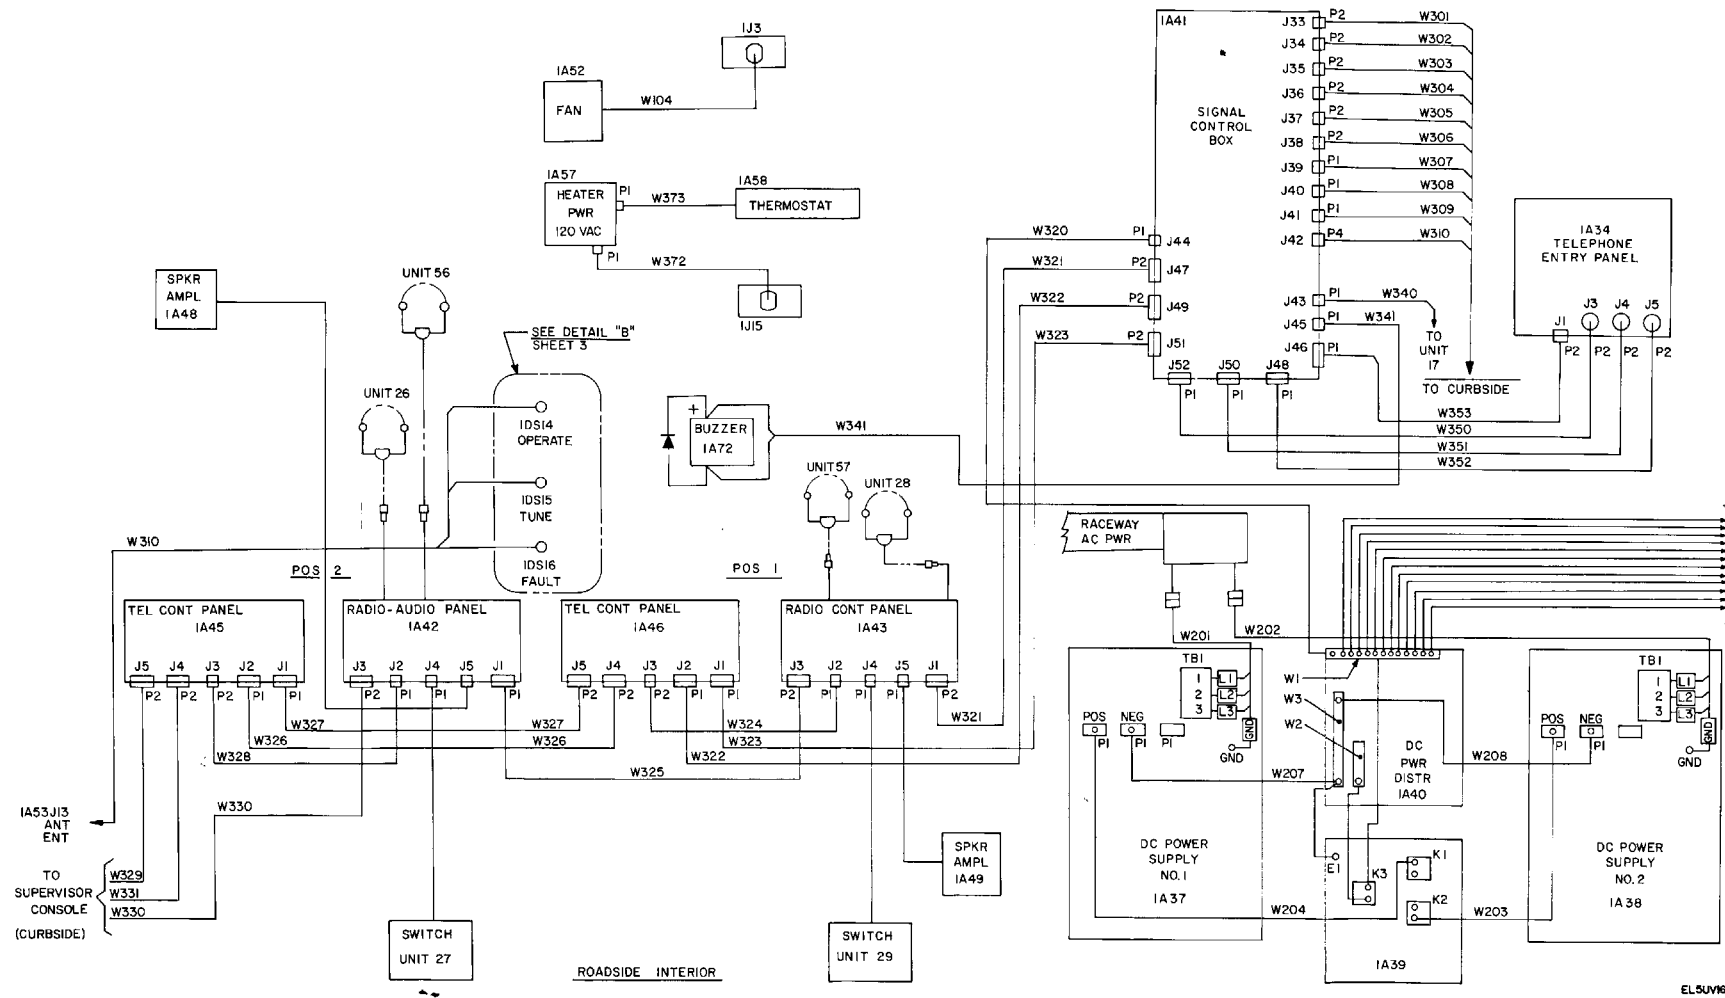 1A41
J33 P2 W301
J34 P2 W302
J35 P2 W303
J36 P2 W304
J37 P2 W305
J38 P2 W306
J39 P1 W307
J40 P1 W308
J41 P1 W309
J42 P4 W310
SIGNAL
CONTROL
BOX
W320 P1 J44
W321 P2 J47
W322 P2 J49
W323 P2 J51
J43 P1 W340
J45 P1 W341
J46 P1
J52 J50 J48
P1 P1 P1
TO
UNIT
17
TO CURBSIDE
1A34
TELEPHONE
ENTRY PANEL
J1 J3 J4 J5
P2 P2 P2 P2
W353
W350
W351
W352
1J3
1A52
FAN
W104
1A57
HEATER
PWR
120 VAC
P1
W373
1A58
THERMOSTAT
P1
W372
1J15
SPKR
AMPL
1A48
UNIT 56
UNIT 26
SEE DETAIL "B"
SHEET 3
1DS14
OPERATE
1DS15
TUNE
1DS16
FAULT
W310
+
BUZZER
1A72
W341
UNIT 57
UNIT 28
POS 2
POS 1
TEL CONT PANEL
1A45
J5 J4 J3 J2 J1
P2 P2 P2 P1 P1
RADIO-AUDIO PANEL
1A42
J3 J2 J4 J5 J1
P2 P1 P1 P1
TEL CONT PANEL
1A46
J5 J4 J3 J2 J1
P2 P2 P2 P1 P1
RADIO CONT PANEL
1A43
J3 J2 J4 J5 J1
P2 P1 P1 P1 P2
W327 W327
W326 W326
W328
W324
W323
W322
W321
W325
W330
1A53J13
ANT
ENT
TO
SUPERVISOR
CONSOLE
(CURBSIDE)
W329
W331
W330
SWITCH
UNIT 27
SWITCH
UNIT 29
SPKR
AMPL
1A49
ROADSIDE INTERIOR
RACEWAY
AC PWR
W201
W202
TB1
1 L1
2 L2
3 L3
GND
GND
POS NEG
P1 P1 P1
DC POWER
SUPPLY
NO.1
1A37
W1
W3
W2
DC
PWR
DISTR
1A40
W207
W208
E1
K3
K1
K2
W204
W203
1A39
TB1
1 L1
2 L2
3 L3
GND
GND
POS NEG
P1 P1
DC POWER
SUPPLY
NO.2
1A38